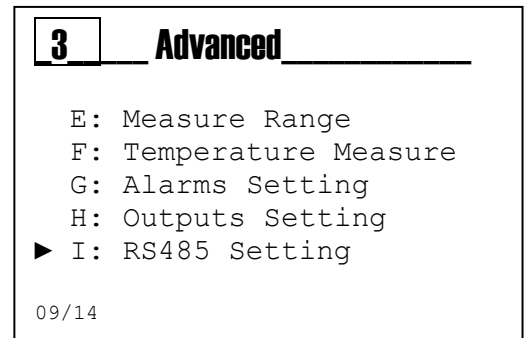 3 Advanced
E: Measure Range
F: Temperature Measure
G: Alarms Setting
H: Outputs Setting
► I: RS485 Setting
09/14